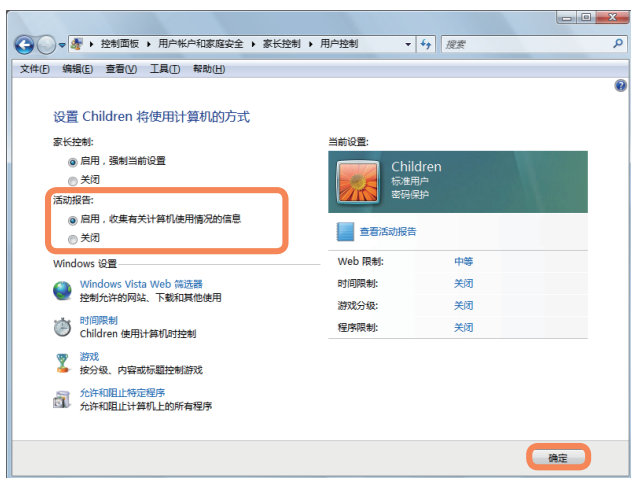 控制面板 ▸ 用户帐户和家庭安全 ▸ 家长控制 ▸ 用户控制
搜索
文件(F) 编辑(E) 查看(V) 工具(T) 帮助(H)
设置 Children 将使用计算机的方式
家长控制:
启用，强制当前设置
关闭
活动报告:
启用，收集有关计算机使用情况的信息
关闭
Windows 设置
Windows Vista Web 筛选器
控制允许的网站、下载和其他使用
时间限制
Children 使用计算机时控制
游戏
按分级、内容或标题控制游戏
允许和阻止特定程序
允许和阻止计算机上的所有程序
当前设置:
Children
标准用户
密码保护
查看活动报告
Web 限制: 中等
时间限制: 关闭
游戏分级: 关闭
程序限制: 关闭
确定